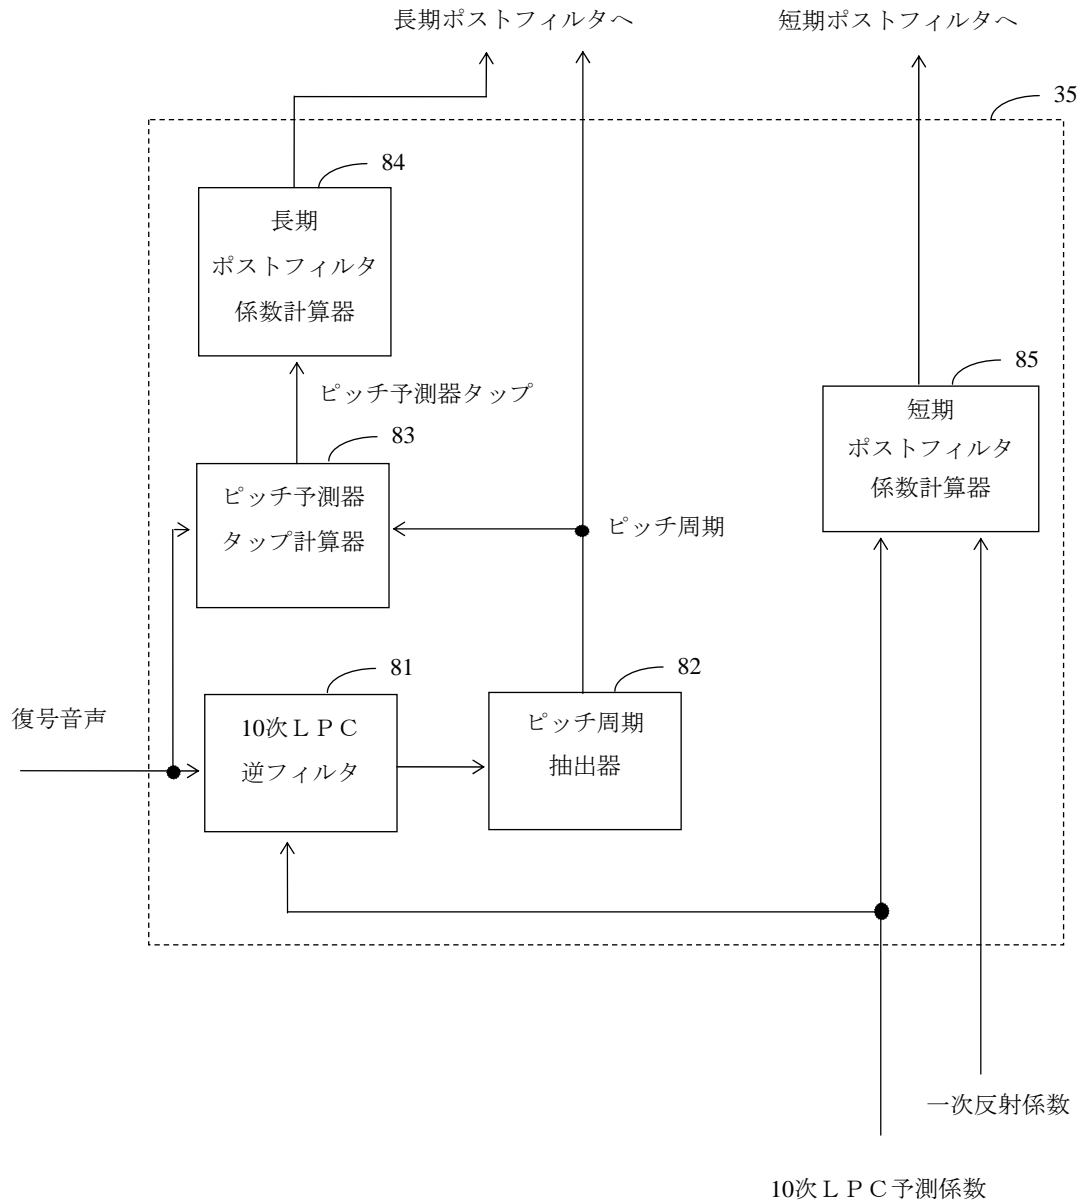 長期ポストフィルタへ
短期ポストフィルタへ
35
84
長期
ポストフィルタ
係数計算器
85
ピッチ予測器タップ
短期
ポストフィルタ
係数計算器
83
ピッチ予測器
タップ計算器
ピッチ周期
81
82
復号音声
10次ＬＰＣ
逆フィルタ
ピッチ周期
抽出器
一次反射係数
10次ＬＰＣ予測係数